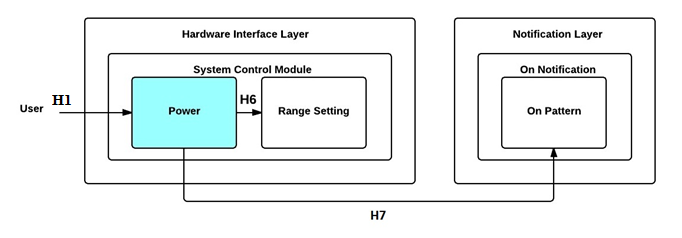 Hardware Interface Layer
Notification Layer
System Control Module
On Notification
User
H1
Power
H6
Range Setting
On Pattern
H7